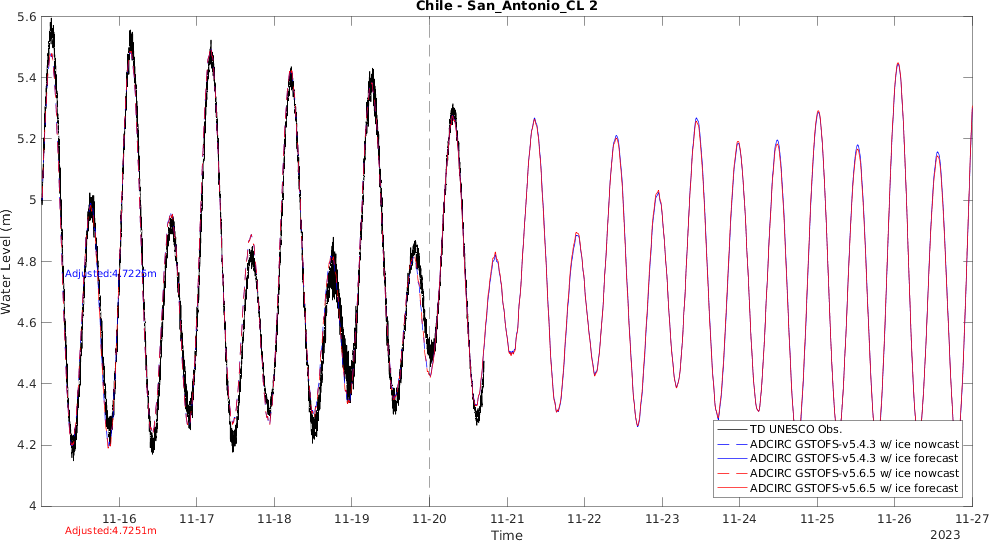 Chile - San_Antonio_CL 2
5.6
5.4
5.2
5
4.8
4.6
4.4
4.2
4
Water Level (m)
Adjusted:4.7226m
TD UNESCO Obs.
ADCIRC GSTOFS-v5.4.3 w/ ice nowcast
ADCIRC GSTOFS-v5.4.3 w/ ice forecast
ADCIRC GSTOFS-v5.6.5 w/ ice nowcast
ADCIRC GSTOFS-v5.6.5 w/ ice forecast
11-16 11-17 11-18 11-19 11-20 11-21 11-22 11-23 11-24 11-25 11-26 11-27
Adjusted:4.7251m
Time
2023